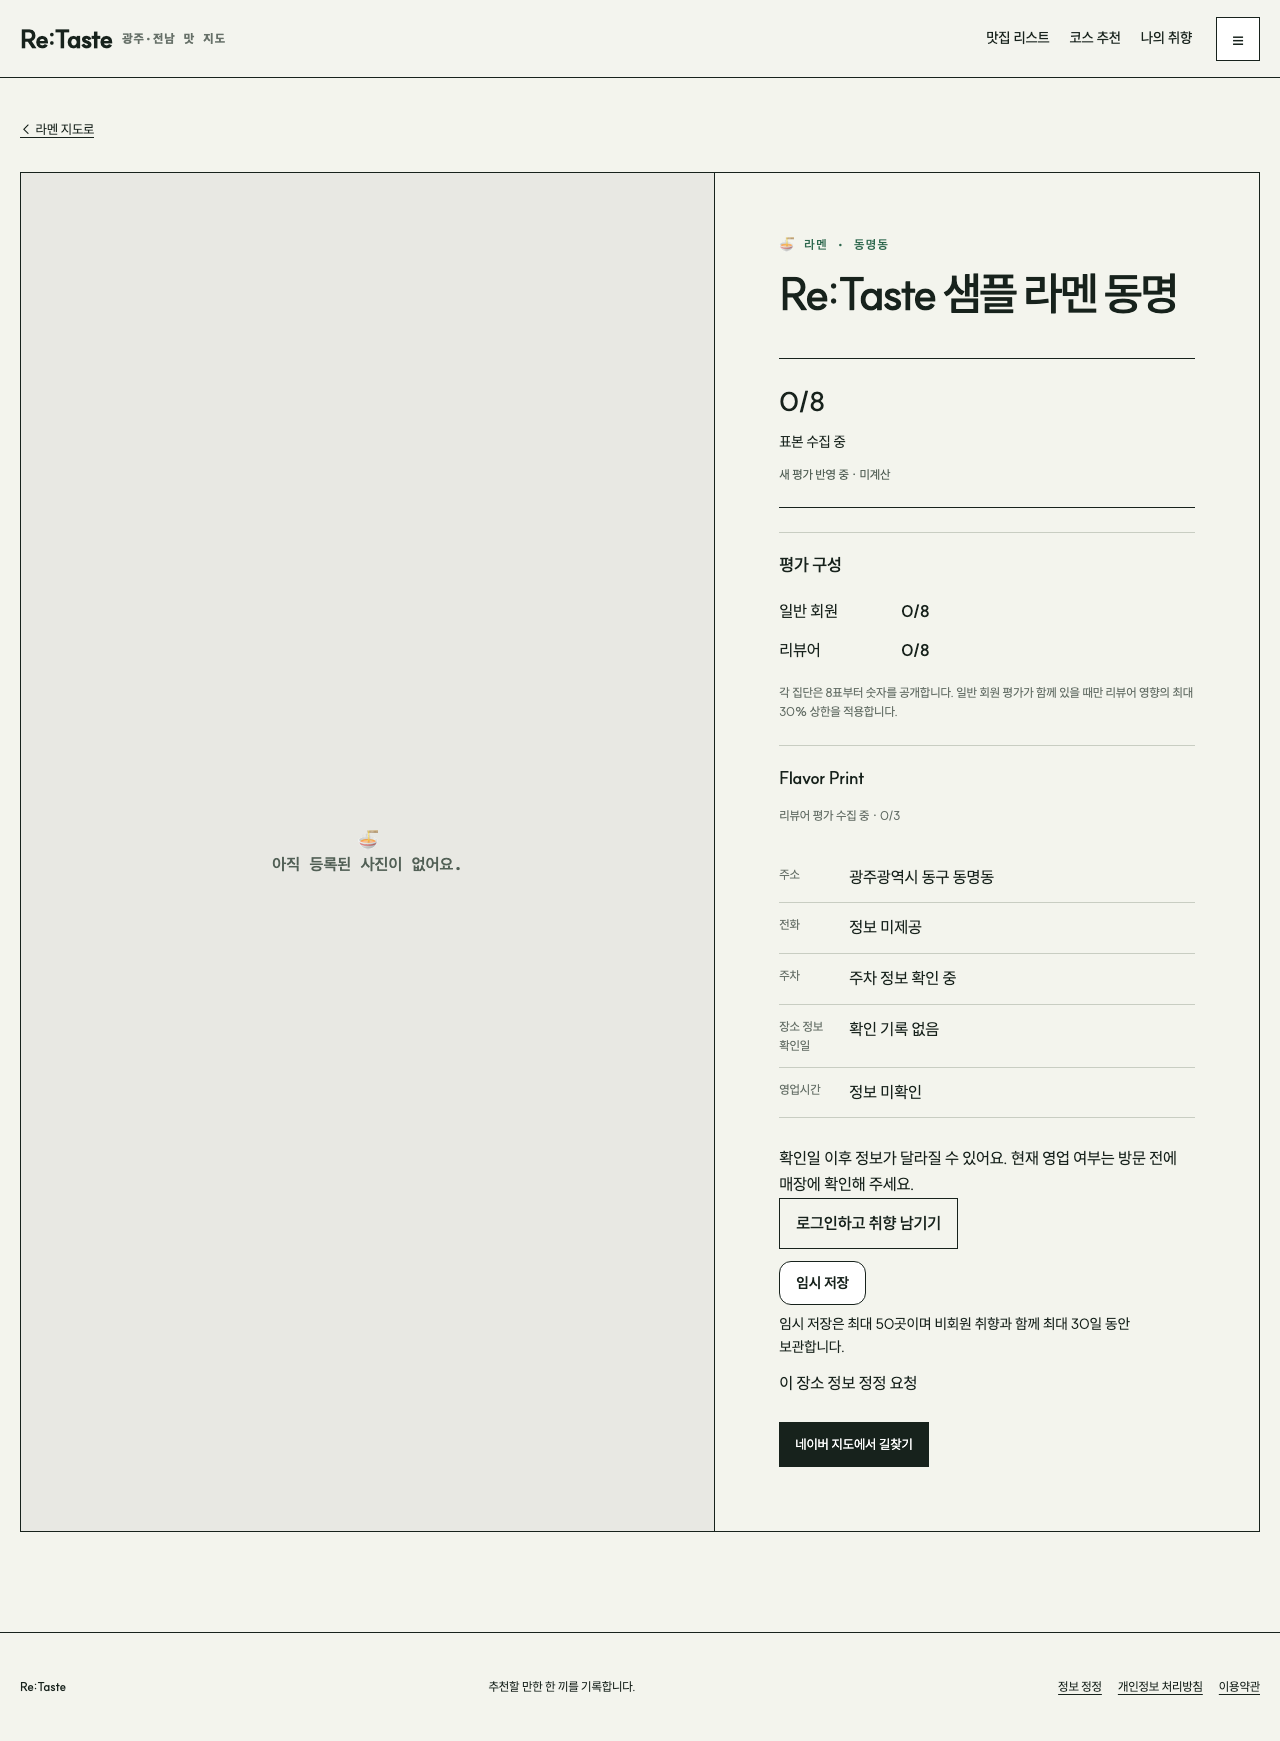 Re:Taste 광주·전남 맛 지도
맛집 리스트 코스 추천 나의 취향
라멘 지도로
라멘 · 동명동
Re:Taste 샘플 라멘 동명
0/8
표본 수집 중
새 평가 반영 중 · 미계산
평가 구성
일반 회원 0/8
리뷰어 0/8
각 집단은 8표부터 숫자를 공개합니다. 일반 회원 평가가 함께 있을 때만 리뷰어 영향의 최대
30% 상한을 적용합니다.
Flavor Print
리뷰어 평가 수집 중 · 0/3
아직 등록된 사진이 없어요.
주소 광주광역시 동구 동명동
전화 정보 미제공
주차 주차 정보 확인 중
장소 정보 확인 기록 없음
확인일
영업시간 정보 미확인
확인일 이후 정보가 달라질 수 있어요. 현재 영업 여부는 방문 전에
매장에 확인해 주세요.
로그인하고 취향 남기기
임시 저장
임시 저장은 최대 50곳이며 비회원 취향과 함께 최대 30일 동안
보관합니다.
이 장소 정보 정정 요청
네이버 지도에서 길찾기
Re:Taste 추천할 만한 한 끼를 기록합니다. 정보 정정 개인정보 처리방침 이용약관